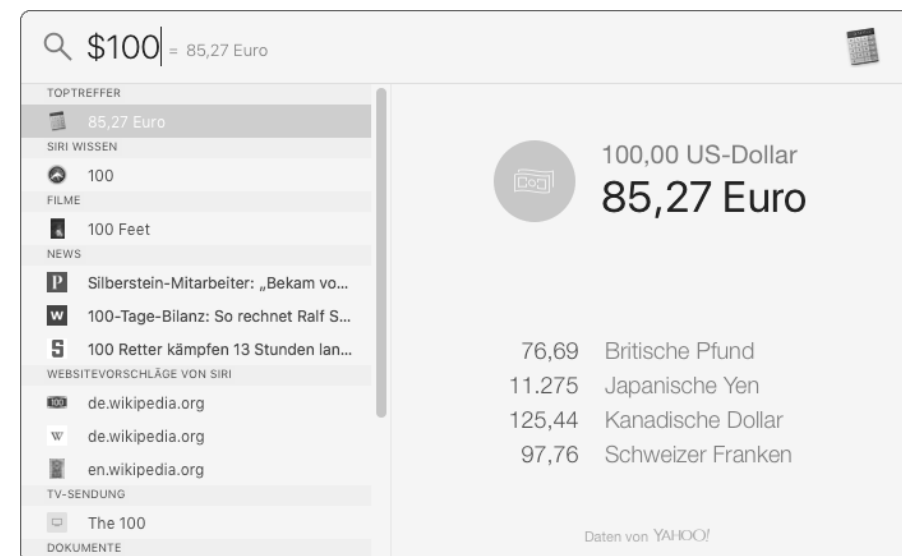 $100 = 85,27 Euro
TOPTREFFER
85,27 Euro
SIRI WISSEN
100
FILME
100 Feet
NEWS
P Silberstein-Mitarbeiter: „Bekam vo...
W 100-Tage-Bilanz: So rechnet Ralf S...
S 100 Retter kämpfen 13 Stunden lan...
WEBSITEVORSCHLÄGE VON SIRI
100 de.wikipedia.org
W de.wikipedia.org
en.wikipedia.org
TV-SENDUNG
The 100
DOKUMENTE
100,00 US-Dollar
85,27 Euro
76,69 Britische Pfund
11.275 Japanische Yen
125,44 Kanadische Dollar
97,76 Schweizer Franken
Daten von YAHOO!